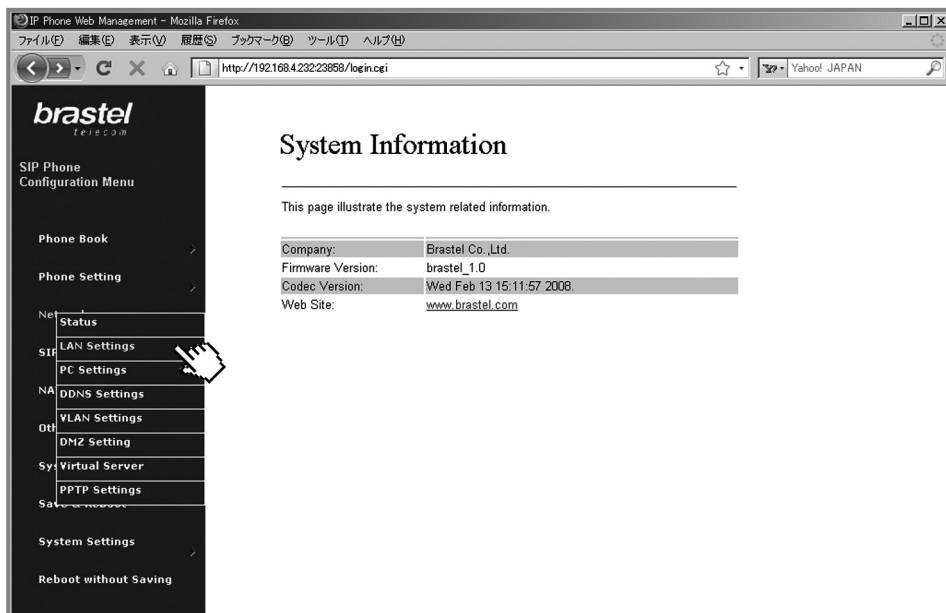 IP Phone Web Management - Mozilla Firefox
ファイル(F) 編集(E) 表示(V) 履歴(S) ブックマーク(B) ツール(T) ヘルプ(H)
http://192.168.4.232:23858/login.cgi
Yahoo! JAPAN
brastel
telecom
SIP Phone
Configuration Menu
Phone Book
Phone Setting
Status
LAN Settings
PC Settings
DDNS Settings
VLAN Settings
DMZ Setting
Virtual Server
PPTP Settings
System Settings
Reboot without Saving
System Information
This page illustrate the system related information.
Company: Brastel Co.,Ltd.
Firmware Version: brastel_1.0
Codec Version: Wed Feb 13 15:11:57 2008.
Web Site: www.brastel.com